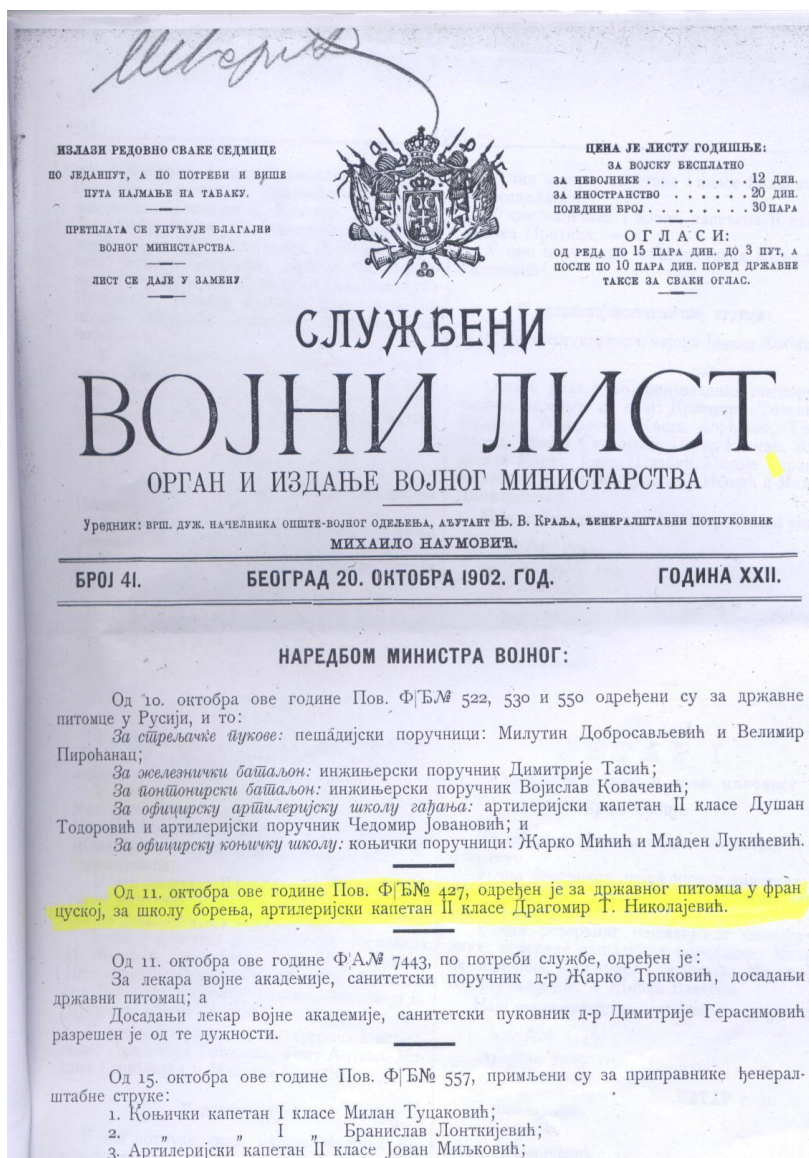 ИЗЛАЗИ РЕДОВНО СВАКЕ СЕДМИЦЕ
ПО ЈЕДАНПУТ, А ПО ПОТРЕБИ И ВИШЕ
ПУТА НАЈМАЊЕ НА ТАБАКУ.
ПРЕТПЛАТА СЕ УПУЋУЈЕ БЛАГАЈНИ
ВОЈНОГ МИНИСТАРСТВА.
ЛИСТ СЕ ДАЈЕ У ЗАМЕНУ.
ЦЕНА ЈЕ ЛИСТУ ГОДИШЊЕ:
ЗА ВОЈСКУ БЕСПЛАТНО
ЗА НЕВОЈНИКЕ . . . . . . . . 12 ДИН.
ЗА ИНОСТРАНСТВО . . . . . . 20 ДИН.
ПОЈЕДИНИ БРОЈ . . . . . . . 30 ПАРА
ОГЛАСИ:
ОД РЕДА ПО 15 ПАРА ДИН. ДО 3 ПУТ, А
ПОСЛЕ ПО 10 ПАРА ДИН. ПОРЕД ДРЖАВНЕ
ТАКСЕ ЗА СВАКИ ОГЛАС.
СЛУЖБЕНИ
ВОЈНИ ЛИСТ
ОРГАН И ИЗДАЊЕ ВОЈНОГ МИНИСТАРСТВА
Уредник: ВРШ. ДУЖ. НАЧЕЛНИКА ОПШТЕ-ВОЈНОГ ОДЕЉЕЊА, АЂУТАНТ Њ. В. КРАЉА, ЂЕНЕРАЛШТАБНИ ПОТПУКОВНИК
МИХАИЛО НАУМОВИЋ.
БРОЈ 41.
БЕОГРАД 20. ОКТОБРА 1902. ГОД.
ГОДИНА XXII.
НАРЕДБОМ МИНИСТРА ВОЈНОГ:
Од 10. октобра ове године Пов. Ф|Ђ№ 522, 530 и 550 одређени су за државне
питомце у Русији, и то:
За стрељачке пукове: пешадијски поручници: Милутин Добросављевић и Велимир
Пироћанац;
За железнички батаљон: инжињерски поручник Димитрије Тасић;
За понтонирски батаљон: инжињерски поручник Војислав Ковачевић;
За официрску артилеријску школу гађања: артилеријски капетан II класе Душан
Тодоровић и артилеријски поручник Чедомир Јовановић; и
За официрску коњичку школу: коњички поручници: Жарко Мићић и Младен Лукићевић.
Од 11. октобра ове године Пов. Ф|Ђ№ 427, одређен је за државног питомца у фран
цуској, за школу борења, артилеријски капетан II класе Драгомир Т. Николајевић.
Од 11. октобра ове године Ф|А№ 7443, по потреби службе, одређен је:
За лекара војне академије, санитетски поручник д-р Жарко Трпковић, досадањи
државни питомац; а
Досадањи лекар војне академије, санитетски пуковник д-р Димитрије Герасимовић
разрешен је од те дужности.
Од 15. октобра ове године Пов. Ф|Ђ№ 557, примљени су за приправнике ђенерал-
штабне струке:
1. Коњички капетан I класе Милан Туцаковић;
2. „ „ I „ Бранислав Лонткијевић;
3. Артилеријски капетан II класе Јован Миљковић;